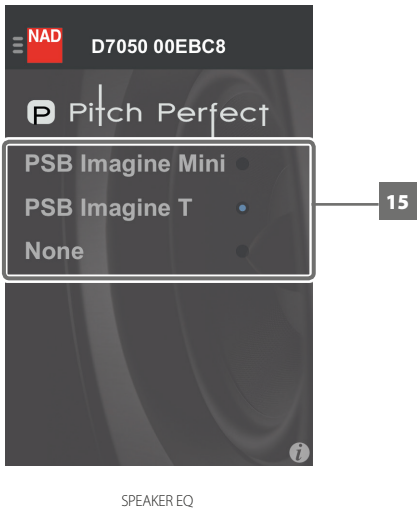 NAD
D7050 00EBC8
P Pitch Perfect
PSB Imagine Mini
PSB Imagine T
None
15
i
SPEAKER EQ